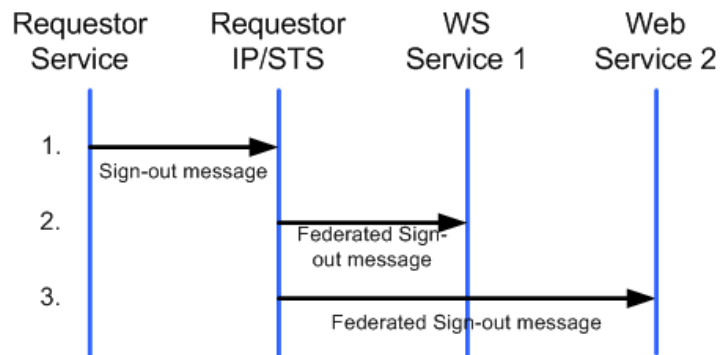 Requestor Service
Requestor IP/STS
WS Service 1
Web Service 2
1.
Sign-out message
2.
Federated Sign-
out message
3.
Federated Sign-out message